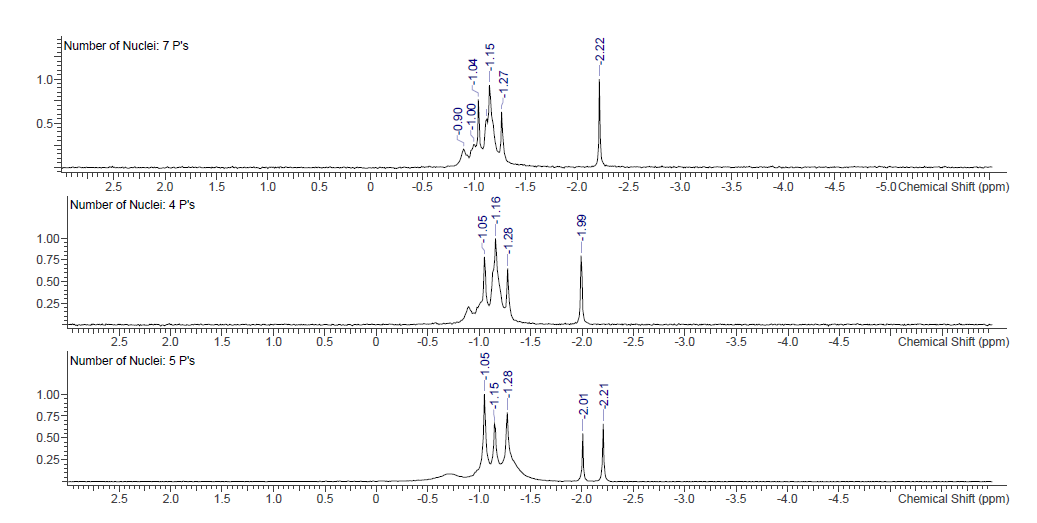 Number of Nuclei: 7 P's
-0.90 -1.00 -1.04 -1.15 -1.27 -2.22
1.0
0.5
2.5 2.0 1.5 1.0 0.5 0 -0.5 -1.0 -1.5 -2.0 -2.5 -3.0 -3.5 -4.0 -4.5 -5.0 Chemical Shift (ppm)
Number of Nuclei: 4 P's
-1.05 -1.16 -1.28 -1.99
1.00
0.75
0.50
0.25
2.5 2.0 1.5 1.0 0.5 0 -0.5 -1.0 -1.5 -2.0 -2.5 -3.0 -3.5 -4.0 -4.5 Chemical Shift (ppm)
Number of Nuclei: 5 P's
-1.05 -1.15 -1.28 -2.01 -2.21
1.00
0.75
0.50
0.25
2.5 2.0 1.5 1.0 0.5 0 -0.5 -1.0 -1.5 -2.0 -2.5 -3.0 -3.5 -4.0 -4.5 Chemical Shift (ppm)